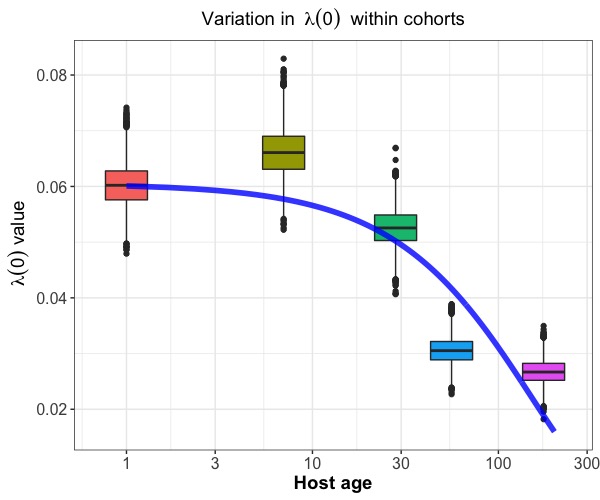 Variation in λ(0) within cohorts
0.08
0.06
0.04
0.02
λ(0) value
1 3 10 30 100 300
Host age